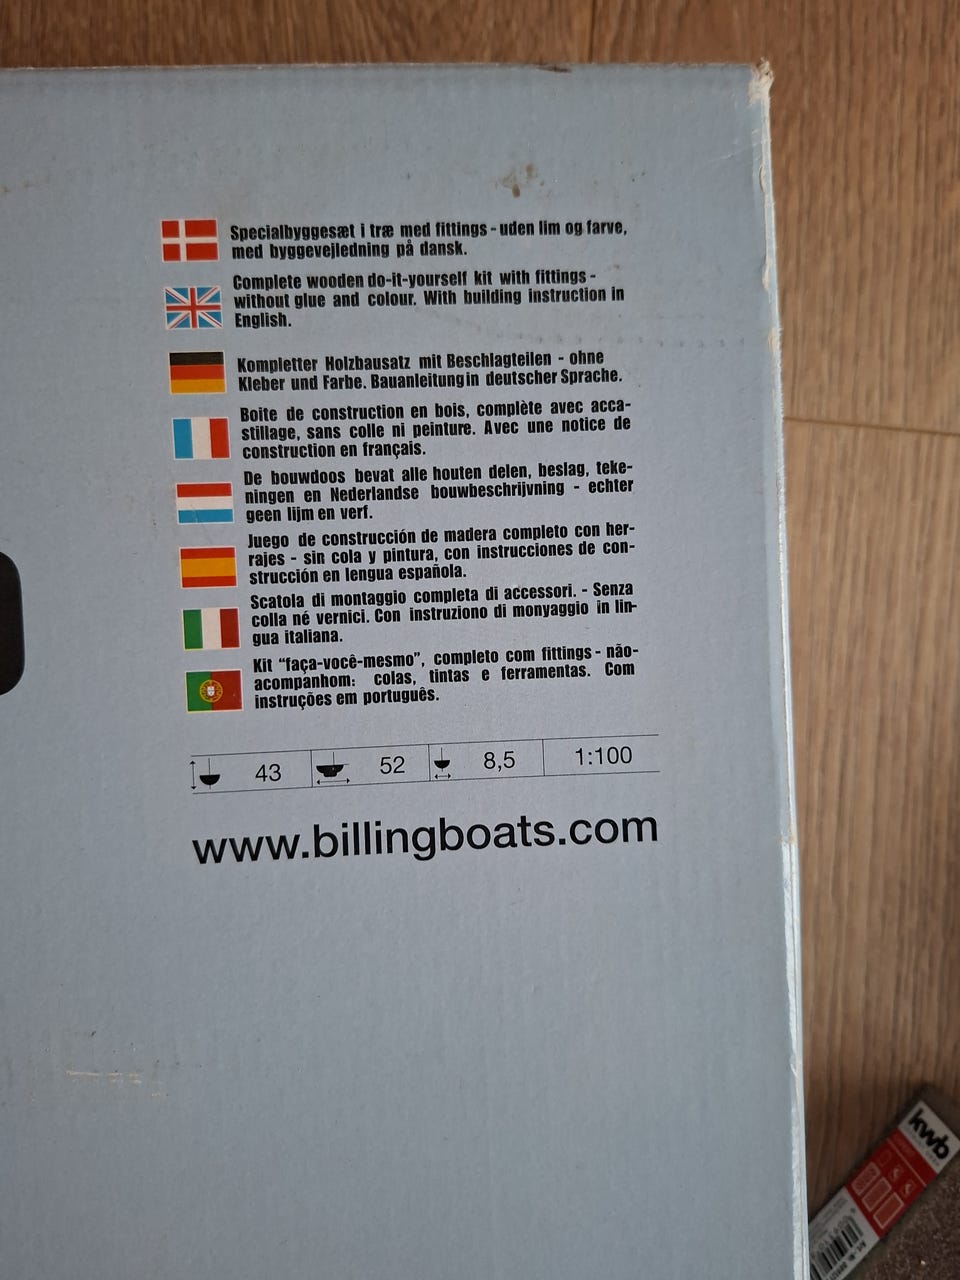 Specialbyggesæt i træ med fittings - uden lim og farve,
med byggevejledning på dansk.
Complete wooden do-it-yourself kit with fittings -
without glue and colour. With building instruction in
English.
Kompletter Holzbausatz mit Beschlagteilen - ohne
Kleber und Farbe. Bauanleitung in deutscher Sprache.
Boite de construction en bois, complète avec acca-
stillage, sans colle ni peinture. Avec une notice de
construction en français.
De bouwdoos bevat alle houten delen, beslag, teke-
ningen en Nederlandse bouwbeschrijvning - echter
geen lijm en verf.
Juego de construcción de madera completo con her-
rajes - sin cola y pintura, con instrucciones de con-
strucción en lengua española.
Scatola di montaggio completa di accessori. - Senza
colla né vernici. Con instruziono di monyaggio in lin-
gua italiana.
Kit "faça-você-mesmo", completo com fittings - não-
acompanhom: colas, tintas e ferramentas. Com
instruções em português.
43 52 8,5 1:100
www.billingboats.com
kwb